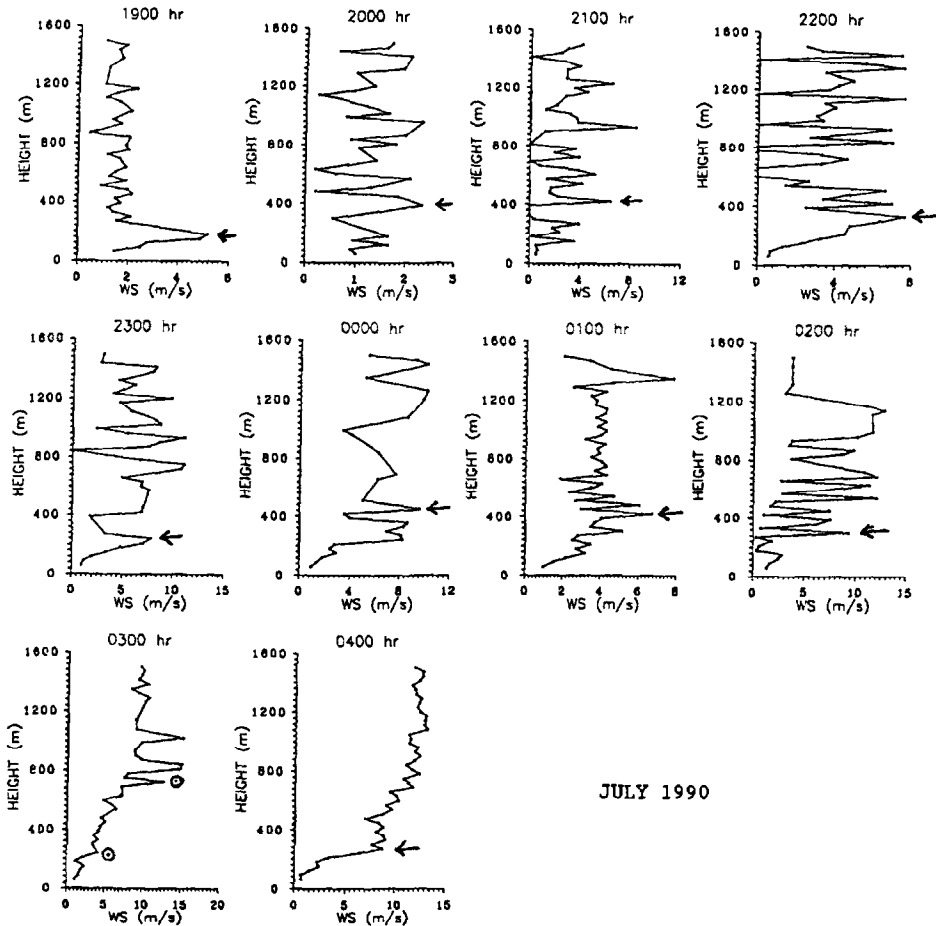 1900 hr
1600
1200
800
400
0
HEIGHT (m)
0 2 4 6
WS (m/s)
2000 hr
1600
1200
800
400
0
HEIGHT (m)
0 1 2 3
WS (m/s)
2100 hr
1600
1200
800
400
0
HEIGHT (m)
0 4 8 12
WS (m/s)
2200 hr
1600
1200
800
400
0
HEIGHT (m)
0 2 4 6 8
WS (m/s)
2300 hr
1600
1200
800
400
0
HEIGHT (m)
0 5 10 15
WS (m/s)
0000 hr
1600
1200
800
400
0
HEIGHT (m)
0 4 8 12
WS (m/s)
0100 hr
1600
1200
800
400
0
HEIGHT (m)
0 2 4 6 8
WS (m/s)
0200 hr
1600
1200
800
400
0
HEIGHT (m)
0 5 10 15
WS (m/s)
0300 hr
1600
1200
800
400
0
HEIGHT (m)
0 5 10 15 20
WS (m/s)
0400 hr
1600
1200
800
400
0
HEIGHT (m)
0 5 10 15
WS (m/s)
JULY 1990